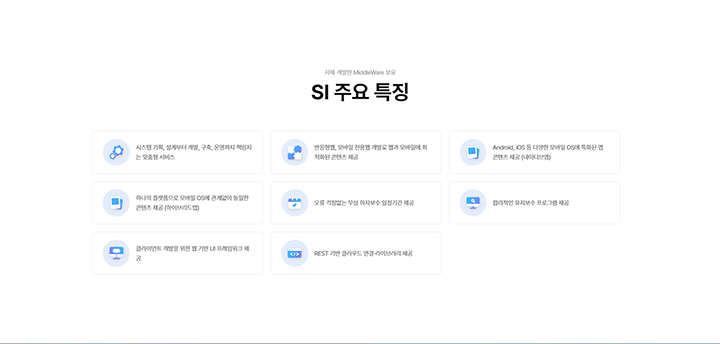 자체 개발한 MiddleWare 보유
SI 주요 특징
시스템 기획, 설계부터 개발, 구축, 운영까지 책임지
는 맞춤형 서비스
반응형웹, 모바일 전용웹 개발로 웹과 모바일에 최
적화된 콘텐츠 제공
Android, iOS 등 다양한 모바일 OS에 특화된 앱
콘텐츠 제공 (네이티브앱)
하나의 플랫폼으로 모바일 OS에 관계없이 동일한
콘텐츠 제공 (하이브리드앱)
오류 걱정없는 무상 하자보수 일정기간 제공
합리적인 유지보수 프로그램 제공
클라이언트 개발을 위한 웹 기반 UI 프레임워크 제
공
REST 기반 클라우드 연결 라이브러리 제공